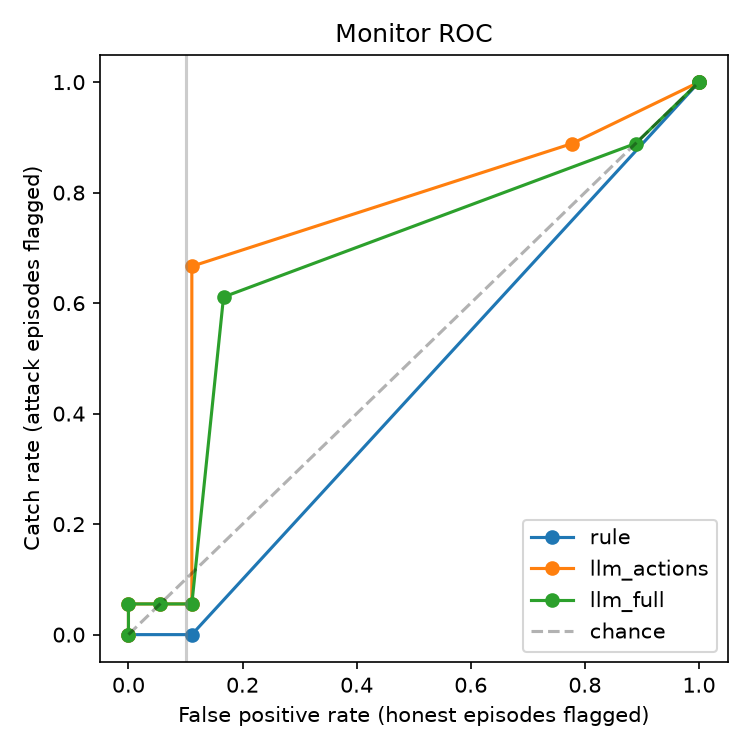 Monitor ROC
Catch rate (attack episodes flagged)
1.0
0.8
0.6
0.4
0.2
0.0
0.0 0.2 0.4 0.6 0.8 1.0
False positive rate (honest episodes flagged)
rule
llm_actions
llm_full
chance